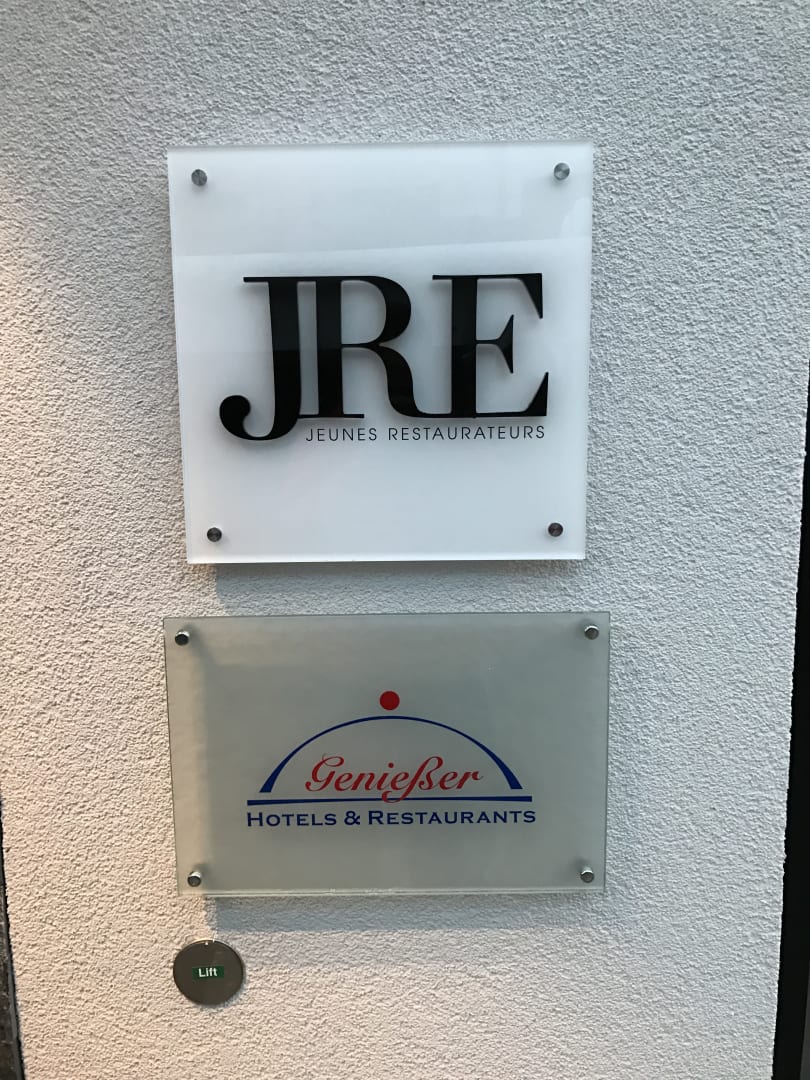 JRE
JEUNES RESTAURATEURS
Genießer
HOTELS & RESTAURANTS
Lift